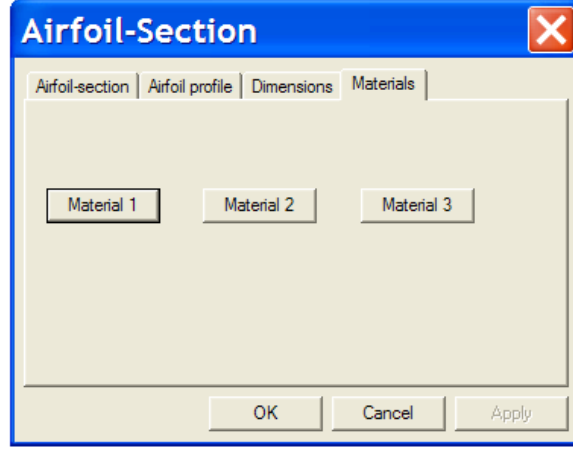 Airfoil-Section
Airfoil-section Airfoil profile Dimensions Materials
Material 1 Material 2 Material 3
OK Cancel Apply